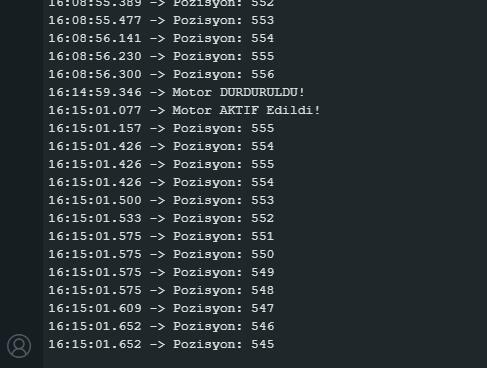 16:08:55.389 -> Pozisyon: 552
16:08:55.477 -> Pozisyon: 553
16:08:56.141 -> Pozisyon: 554
16:08:56.230 -> Pozisyon: 555
16:08:56.300 -> Pozisyon: 556
16:14:59.346 -> Motor DURDURULDU!
16:15:01.077 -> Motor AKTIF Edildi!
16:15:01.157 -> Pozisyon: 555
16:15:01.426 -> Pozisyon: 554
16:15:01.426 -> Pozisyon: 555
16:15:01.426 -> Pozisyon: 554
16:15:01.500 -> Pozisyon: 553
16:15:01.533 -> Pozisyon: 552
16:15:01.575 -> Pozisyon: 551
16:15:01.575 -> Pozisyon: 550
16:15:01.575 -> Pozisyon: 549
16:15:01.575 -> Pozisyon: 548
16:15:01.609 -> Pozisyon: 547
16:15:01.652 -> Pozisyon: 546
16:15:01.652 -> Pozisyon: 545